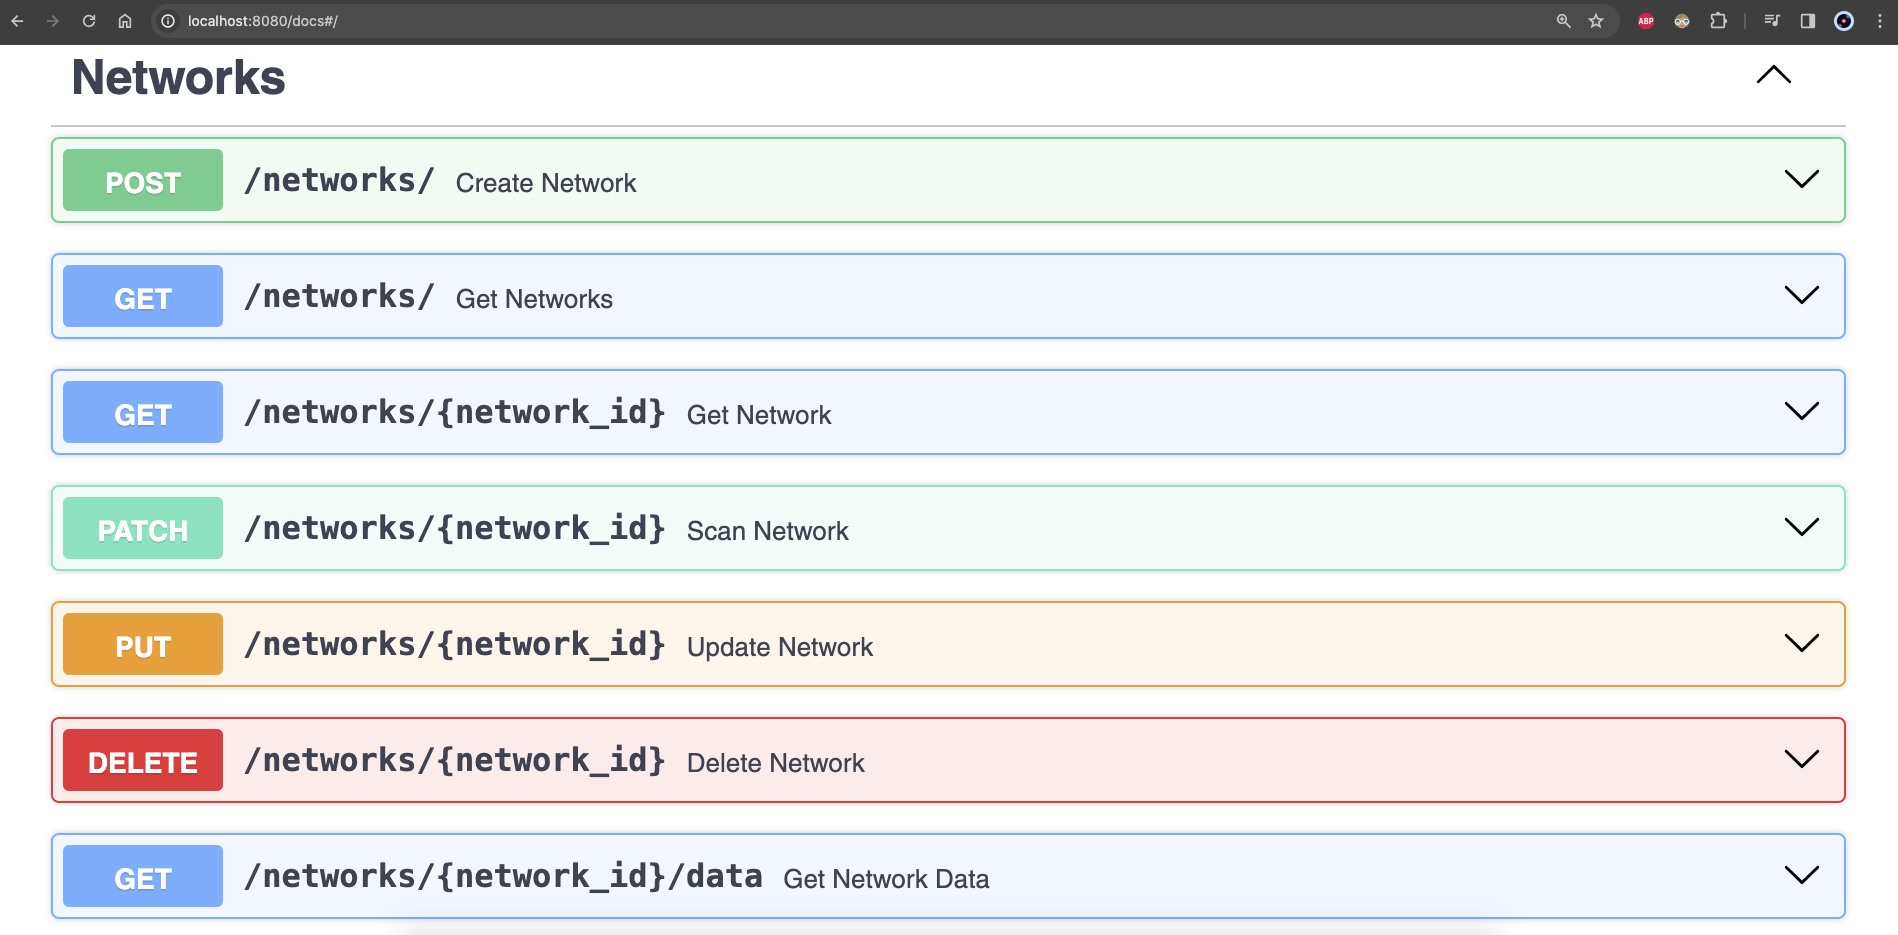 localhost:8080/docs#/
ABP
Networks
POST /networks/ Create Network
GET /networks/ Get Networks
GET /networks/{network_id} Get Network
PATCH /networks/{network_id} Scan Network
PUT /networks/{network_id} Update Network
DELETE /networks/{network_id} Delete Network
GET /networks/{network_id}/data Get Network Data